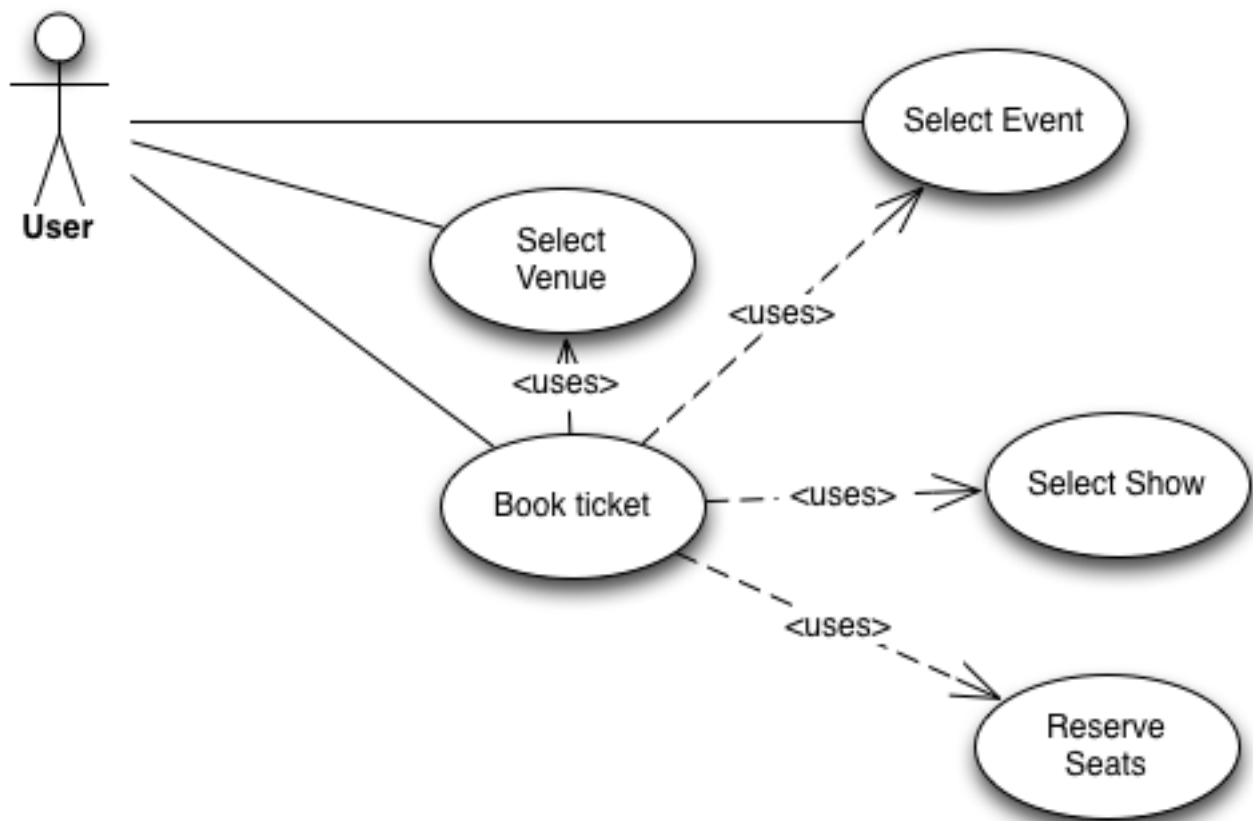 Select Event
User
Select
Venue
<uses>
<uses>
Select Show
Book ticket
<uses>
<uses>
Reserve
Seats